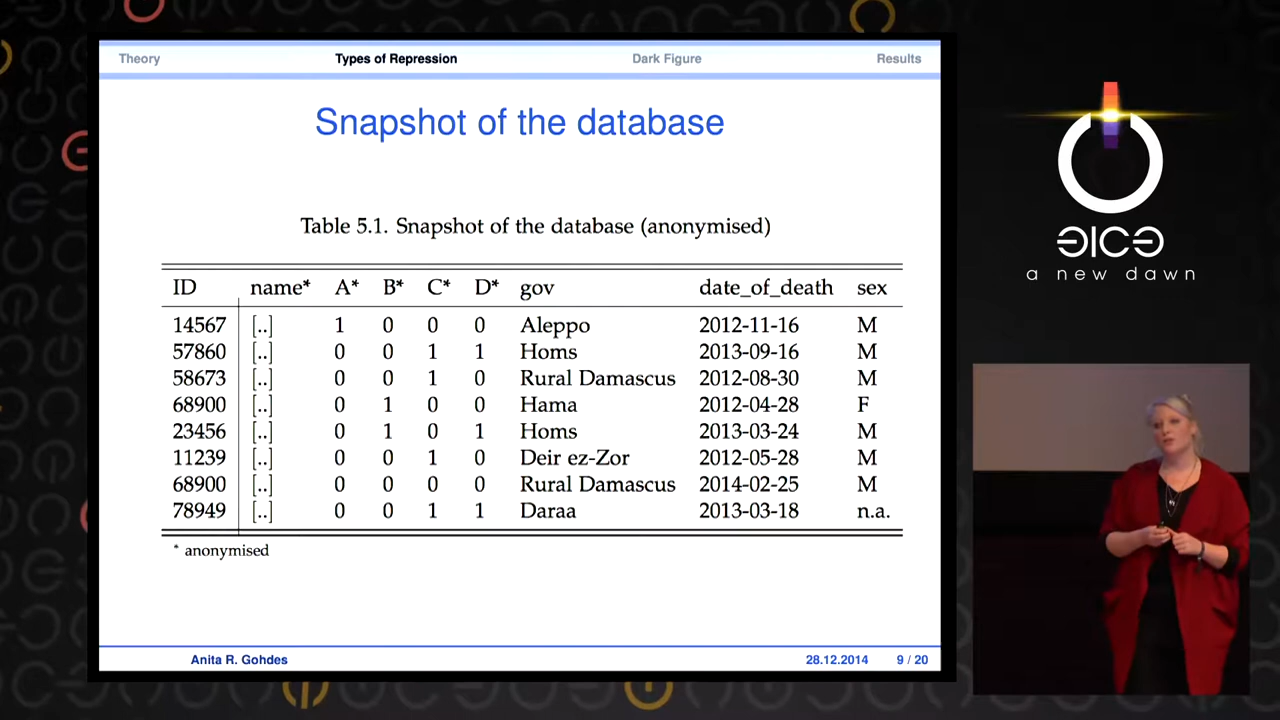 Theory Types of Repression Dark Figure Results
Snapshot of the database
Table 5.1. Snapshot of the database (anonymised)
ID name* A* B* C* D* gov date_of_death sex
14567 [..] 1 0 0 0 Aleppo 2012-11-16 M
57860 [..] 0 0 1 1 Homs 2013-09-16 M
58673 [..] 0 0 1 0 Rural Damascus 2012-08-30 M
68900 [..] 0 1 0 0 Hama 2012-04-28 F
23456 [..] 0 1 0 1 Homs 2013-03-24 M
11239 [..] 0 0 1 0 Deir ez-Zor 2012-05-28 M
68900 [..] 0 0 0 0 Rural Damascus 2014-02-25 M
78949 [..] 0 0 1 1 Daraa 2013-03-18 n.a.
* anonymised
Anita R. Gohdes 28.12.2014 9 / 20
a new dawn